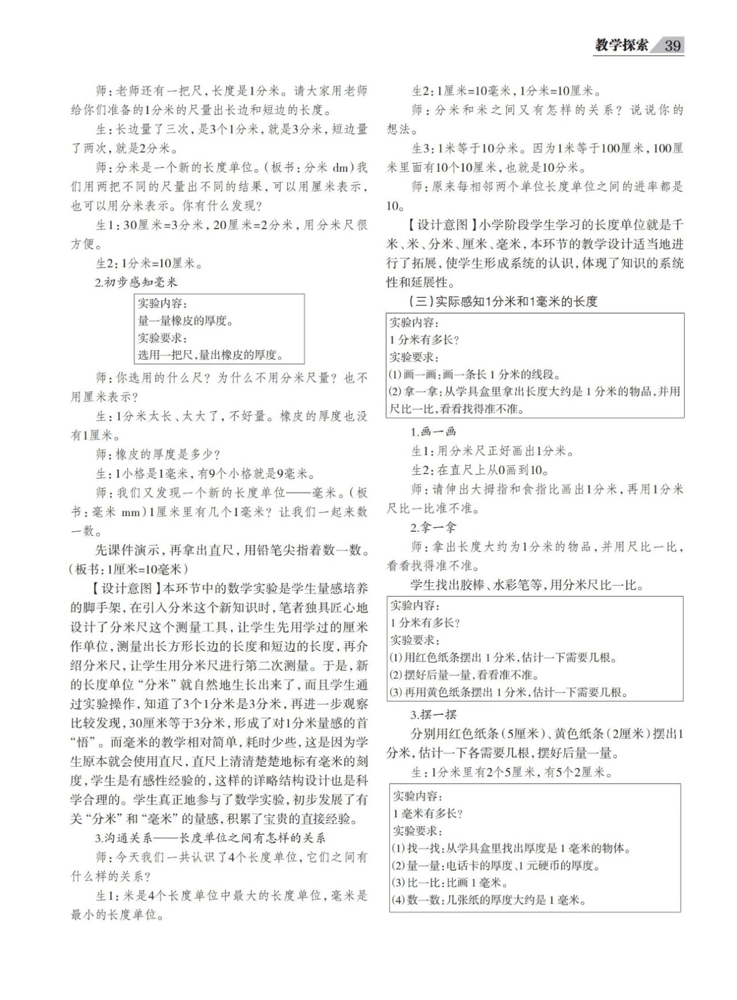 教学探索 39
师：老师还有一把尺，长度是1分米。请大家用老师
给你们准备的1分米的尺量出长边和短边的长度。
生：长边量了三次，是3个1分米，就是3分米，短边量
了两次，就是2分米。
师：分米是一个新的长度单位。（板书：分米 dm）我
们用两把不同的尺量出不同的结果，可以用厘米表示，
也可以用分米表示。你有什么发现？
生1：30厘米=3分米，20厘米=2分米，用分米尺很
方便。
生2：1分米=10厘米。
2.初步感知毫米
实验内容：
量一量橡皮的厚度。
实验要求：
选用一把尺，量出橡皮的厚度。
师：你选用的什么尺？为什么不用分米尺量？也不
用厘米表示？
生：1分米太长、太大了，不好量。橡皮的厚度也没
有1厘米。
师：橡皮的厚度是多少？
生：1小格是1毫米，有9个小格就是9毫米。
师：我们又发现一个新的长度单位——毫米。（板
书：毫米 mm）1厘米里有几个1毫米？让我们一起来数
一数。
先课件演示，再拿出直尺，用铅笔尖指着数一数。
（板书：1厘米=10毫米）
【设计意图】本环节中的数学实验是学生量感培养
的脚手架，在引入分米这个新知识时，笔者独具匠心地
设计了分米尺这个测量工具，让学生先用学过的厘米
作单位，测量出长方形长边的长度和短边的长度，再介
绍分米尺，让学生用分米尺进行第二次测量。于是，新
的长度单位“分米”就自然地生长出来了，而且学生通
过实验操作，知道了3个1分米是3分米，再进一步观察
比较发现，30厘米等于3分米，形成了对1分米量感的首
“悟”。而毫米的教学相对简单，耗时少些，这是因为学
生原本就会使用直尺，直尺上清清楚楚地标有毫米的刻
度，学生是有感性经验的，这样的详略结构设计也是科
学合理的。学生真正地参与了数学实验，初步发展了有
关“分米”和“毫米”的量感，积累了宝贵的直接经验。
3.沟通关系——长度单位之间有怎样的关系
师：今天我们一共认识了4个长度单位，它们之间有
什么样的关系？
生1：米是4个长度单位中最大的长度单位，毫米是
最小的长度单位。
生2：1厘米=10毫米，1分米=10厘米。
师：分米和米之间又有怎样的关系？说说你的
想法。
生3：1米等于10分米。因为1米等于100厘米，100厘
米里面有10个10厘米，也就是10分米。
师：原来每相邻两个单位长度单位之间的进率都是
10。
【设计意图】小学阶段学生学习的长度单位就是千
米、米、分米、厘米、毫米，本环节的教学设计适当地进
行了拓展，使学生形成系统的认识，体现了知识的系统
性和延展性。
（三）实际感知1分米和1毫米的长度
实验内容：
1 分米有多长？
实验要求：
(1)画一画：画一条长 1 分米的线段。
(2)拿一拿：从学具盒里拿出长度大约是 1 分米的物品，并用
尺比一比，看看找得准不准。
1.画一画
生1：用分米尺正好画出1分米。
生2：在直尺上从0画到10。
师：请伸出大拇指和食指比画出1分米，再用1分米
尺比一比准不准。
2.拿一拿
师：拿出长度大约为1分米的物品，并用尺比一比，
看看找得准不准。
学生找出胶棒、水彩笔等，用分米尺比一比。
实验内容：
1 分米有多长？
实验要求：
(1)用红色纸条摆出 1 分米，估计一下需要几根。
(2)摆好后量一量，看看准不准。
(3)再用黄色纸条摆出 1 分米，估计一下需要几根。
3.摆一摆
分别用红色纸条（5厘米）、黄色纸条（2厘米）摆出1
分米，估计一下各需要几根，摆好后量一量。
生：1分米里有2个5厘米，有5个2厘米。
实验内容：
1 毫米有多长？
实验要求：
(1)找一找：从学具盒里找出厚度是 1 毫米的物体。
(2)量一量：电话卡的厚度、1 元硬币的厚度。
(3)比一比：比画 1 毫米。
(4)数一数：几张纸的厚度大约是 1 毫米。